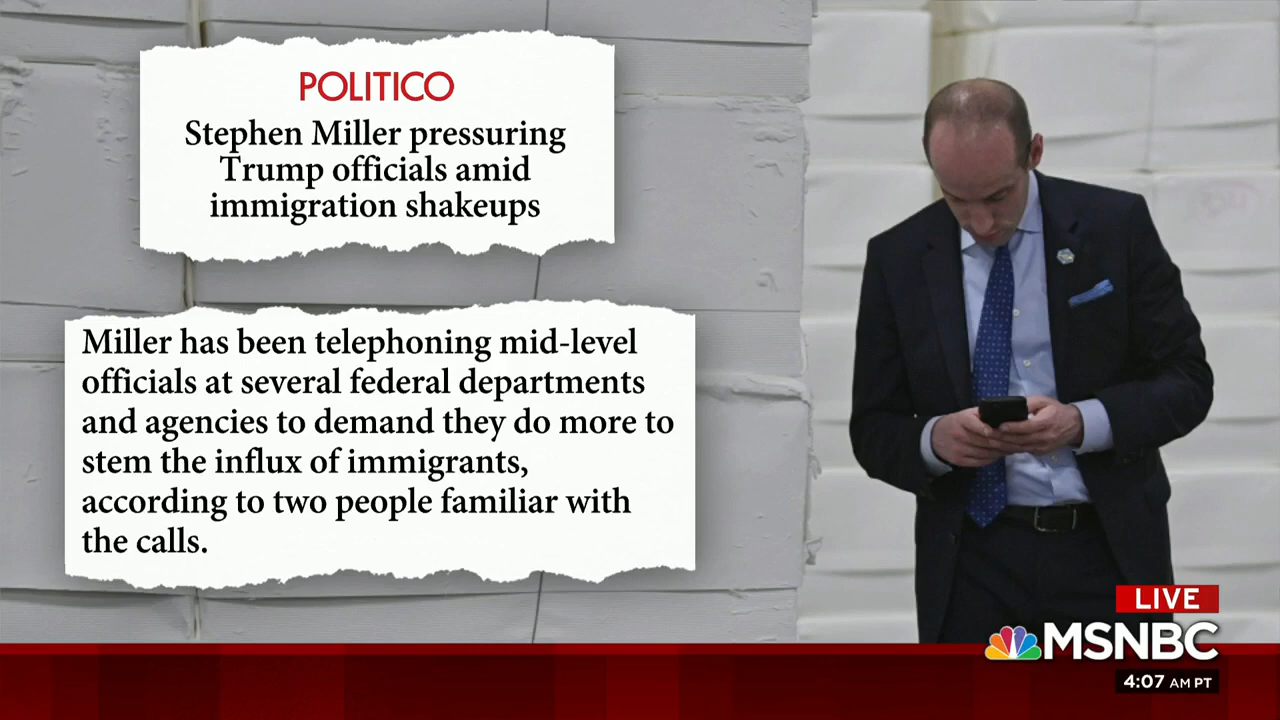 POLITICO
Stephen Miller pressuring
Trump officials amid
immigration shakeups
Miller has been telephoning mid-level
officials at several federal departments
and agencies to demand they do more to
stem the influx of immigrants,
according to two people familiar with
the calls.
LIVE
MSNBC
4:07 AM PT